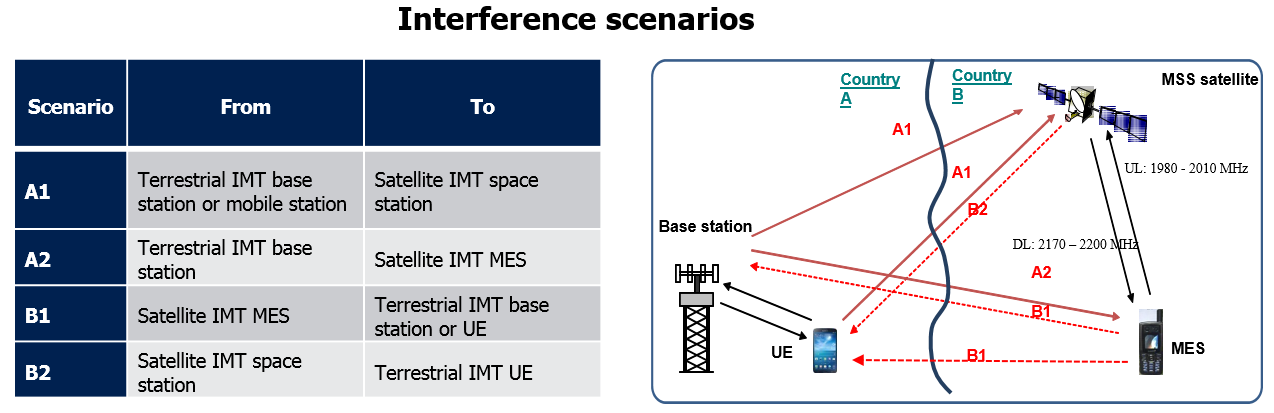 Interference scenarios
Scenario
From
To
A1
Terrestrial IMT base
station or mobile station
Satellite IMT space
station
A2
Terrestrial IMT base
station
Satellite IMT MES
B1
Satellite IMT MES
Terrestrial IMT base
station or UE
B2
Satellite IMT space
station
Terrestrial IMT UE
Country
A
Country
B
MSS satellite
A1
A1
UL: 1980 - 2010 MHz
B2
Base station
DL: 2170 – 2200 MHz
A2
B1
UE
B1
MES